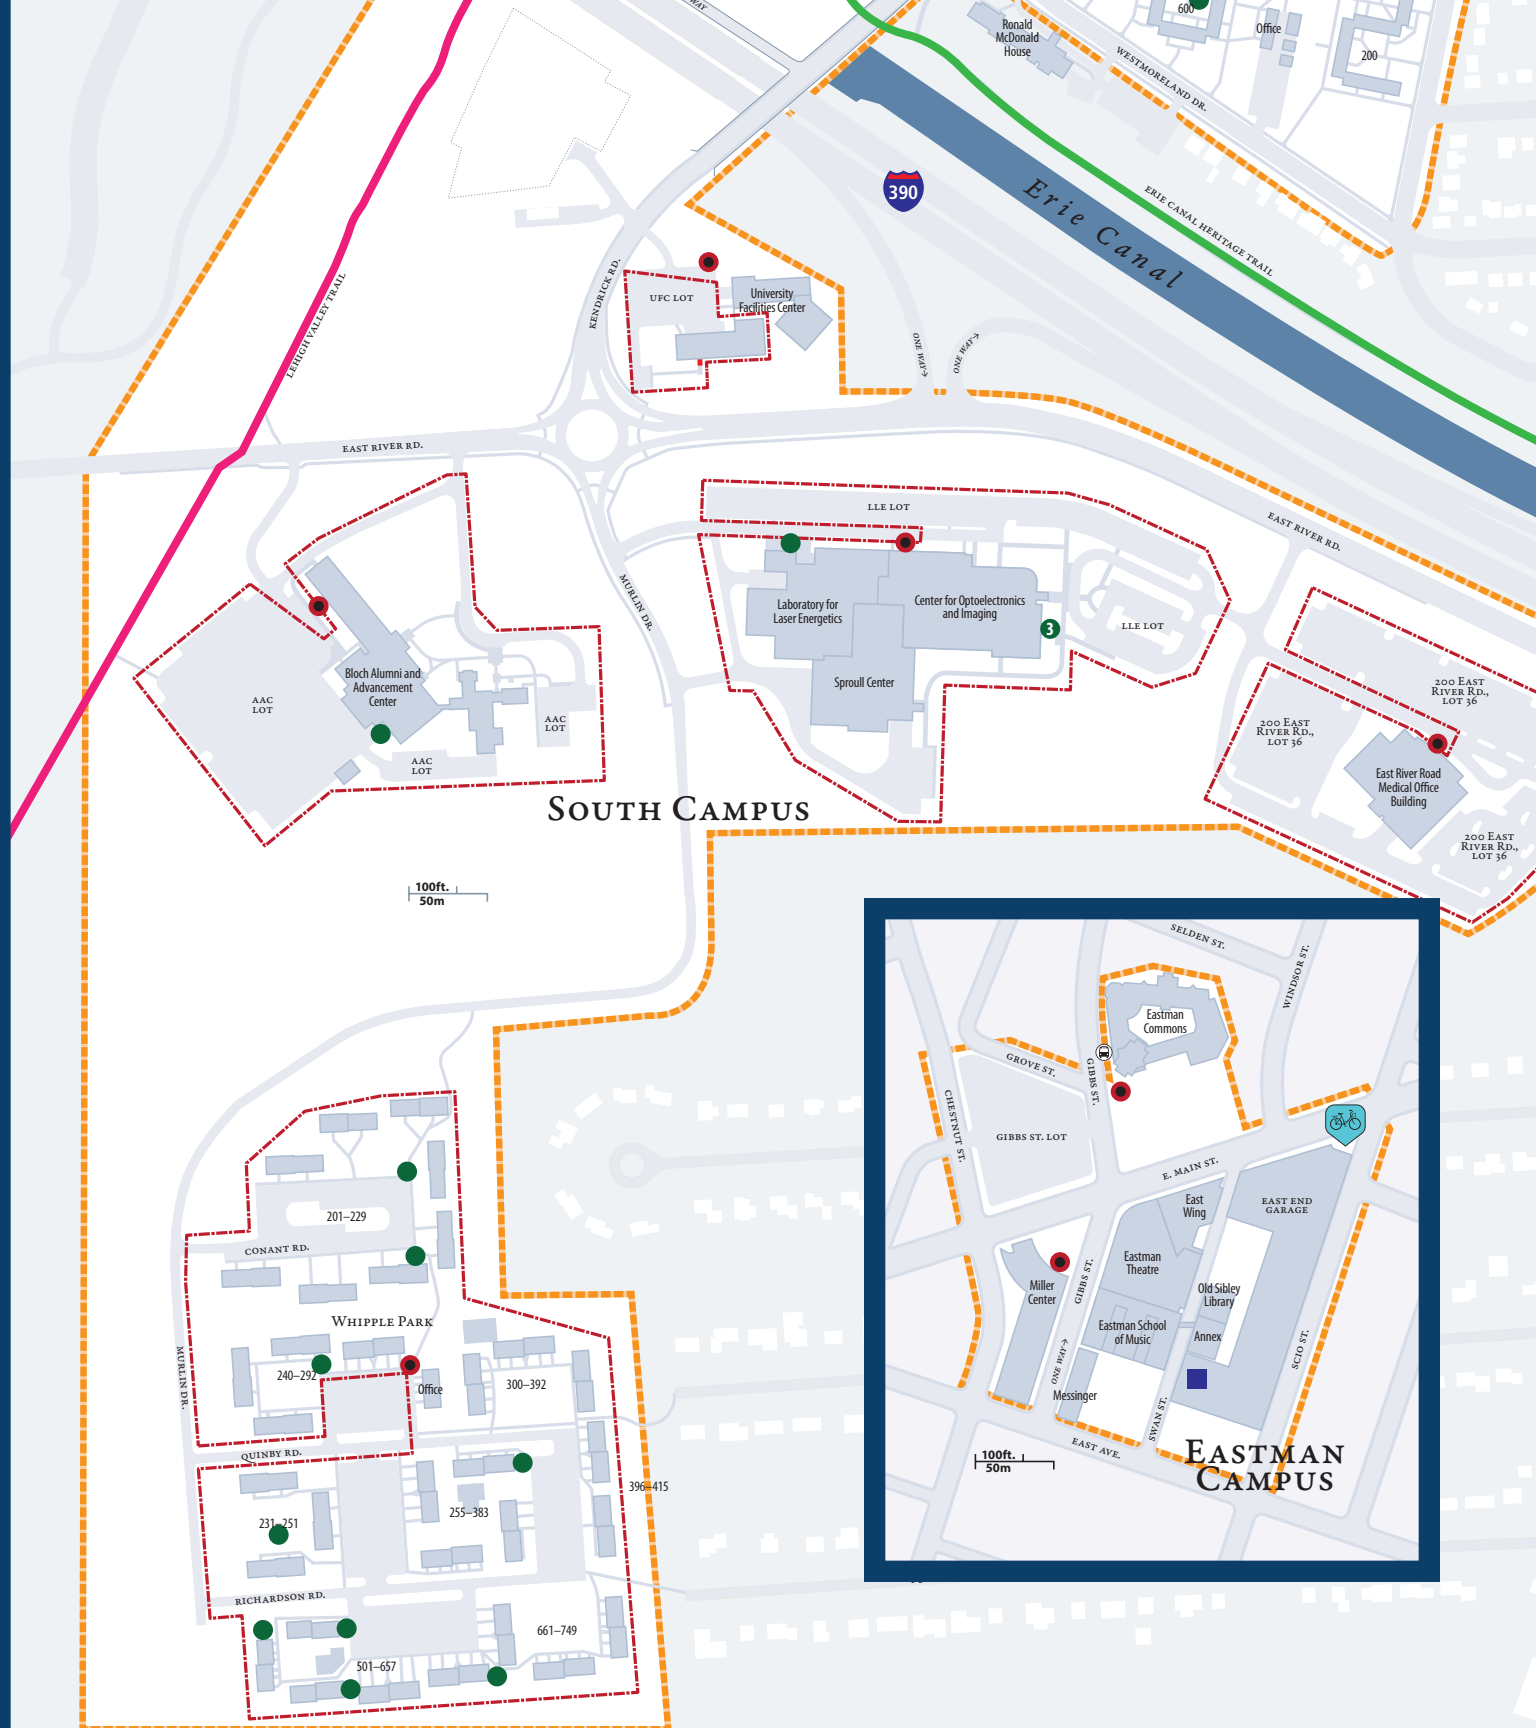 WAY
600
Office
200
Ronald
McDonald
House
WESTMORELAND DR.
390
Erie Canal
ERIE CANAL HERITAGE TRAIL
LEHIGH VALLEY TRAIL
KENDRICK RD.
UFC LOT
University
Facilities Center
ONE WAY→
ONE WAY→
EAST RIVER RD.
LLE LOT
EAST RIVER RD.
MURLIN DR.
Laboratory for
Laser Energetics
Center for Optoelectronics
and Imaging
3
LLE LOT
Sproull Center
Bloch Alumni and
Advancement
Center
AAC
LOT
AAC
LOT
AAC
LOT
200 EAST
RIVER RD.,
LOT 36
200 EAST
RIVER RD.,
LOT 36
East River Road
Medical Office
Building
200 EAST
RIVER RD.,
LOT 36
SOUTH CAMPUS
100ft.
50m
SELDEN ST.
WINDSOR ST.
Eastman
Commons
GROVE ST.
GIBBS ST.
CHESTNUT ST.
GIBBS ST. LOT
E. MAIN ST.
East
Wing
EAST END
GARAGE
Eastman
Theatre
Miller
Center
GIBBS ST.
Old Sibley
Library
Eastman School
of Music
Annex
SCIO ST.
ONE WAY→
Messinger
SWAN ST.
EAST AVE.
100ft.
50m
EASTMAN
CAMPUS
201–229
CONANT RD.
WHIPPLE PARK
MURLIN DR.
240–292
Office
300–392
QUINBY RD.
396–415
255–383
231–251
RICHARDSON RD.
661–749
501–657